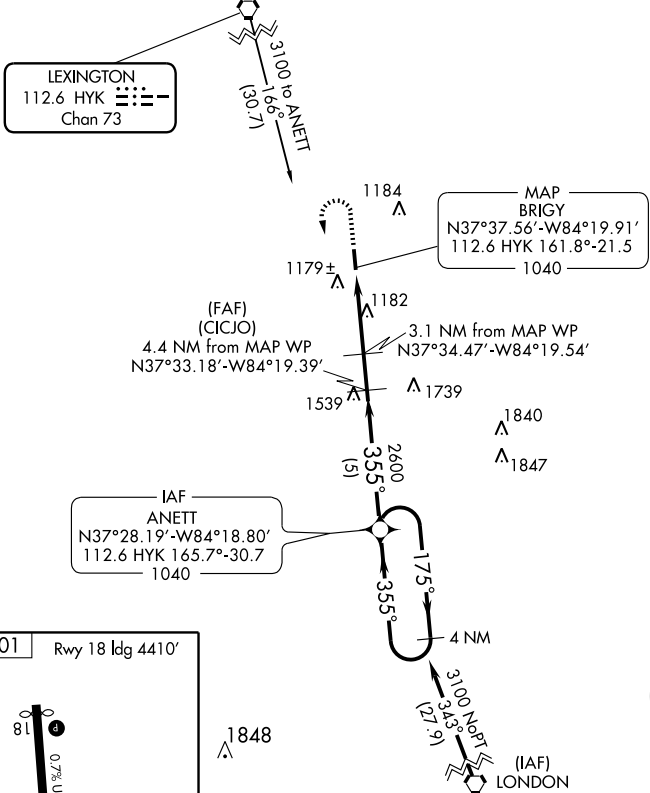 LEXINGTON
112.6 HYK
Chan 73
3100 to ANETT
166°
(30.7)
1184
MAP
BRIGY
N37°37.56'-W84°19.91'
112.6 HYK 161.8°-21.5
1040
1179±
1182
(FAF)
(CICJO)
4.4 NM from MAP WP
N37°33.18'-W84°19.39'
3.1 NM from MAP WP
N37°34.47'-W84°19.54'
1539
1739
1840
1847
2600
355°
(5)
IAF
ANETT
N37°28.19'-W84°18.80'
112.6 HYK 165.7°-30.7
1040
175°
355°
4 NM
3100 NoPT
343°
(27.9)
(IAF)
LONDON
01
Rwy 18 ldg 4410'
18
P
0.7% U
1848